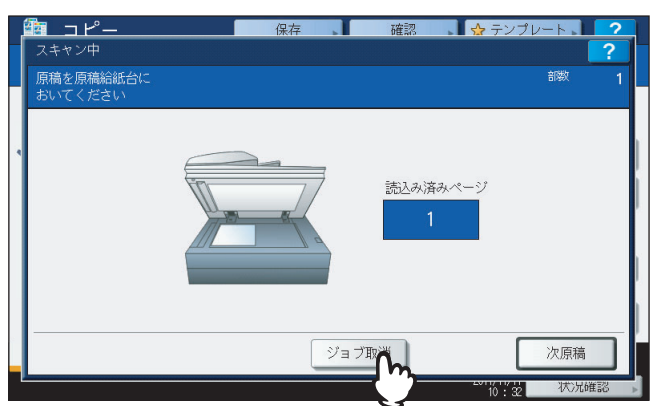 コピー
保存
確認
テンプレート
?
スキャン中
?
原稿を原稿給紙台に
おいてください
部数 1
読込み済みページ
1
ジョブ取消
次原稿
10 : 32
状況確認